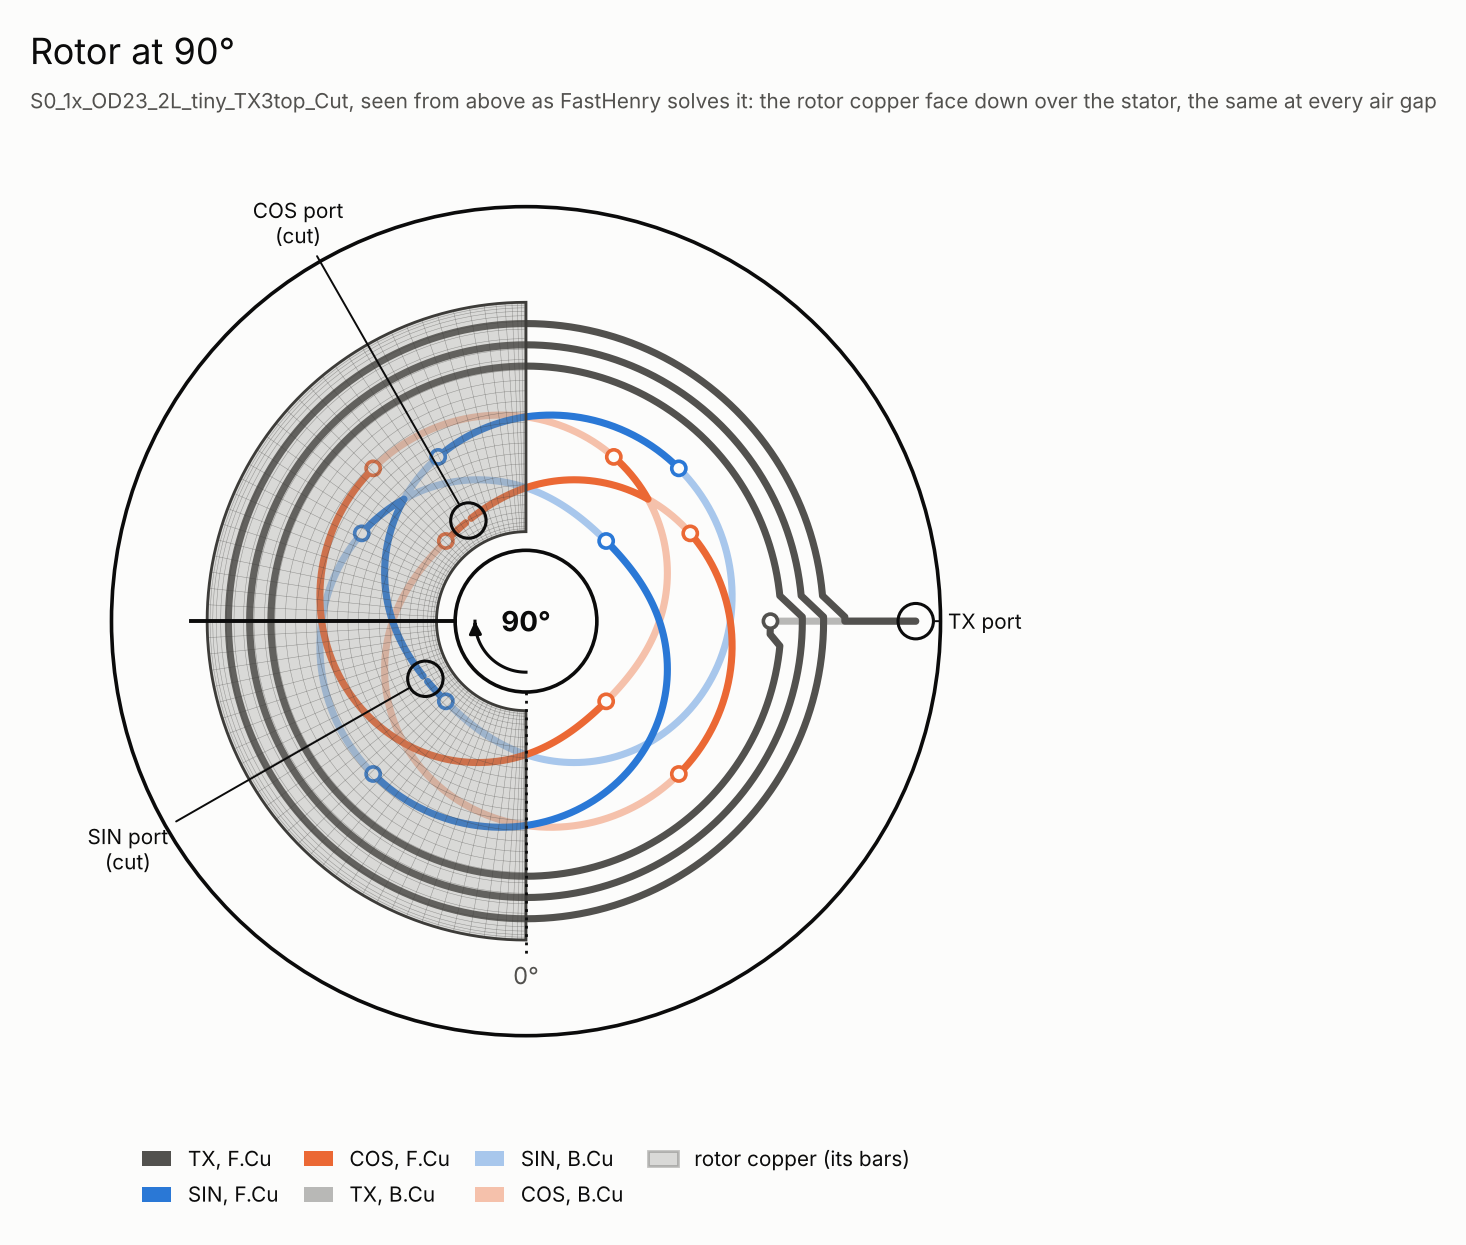 Rotor at 90°
S0_1x_OD23_2L_tiny_TX3top_Cut, seen from above as FastHenry solves it: the rotor copper face down over the stator, the same at every air gap
COS port
(cut)
90°
TX port
SIN port
(cut)
0°
TX, F.Cu
COS, F.Cu
SIN, B.Cu
rotor copper (its bars)
SIN, F.Cu
TX, B.Cu
COS, B.Cu